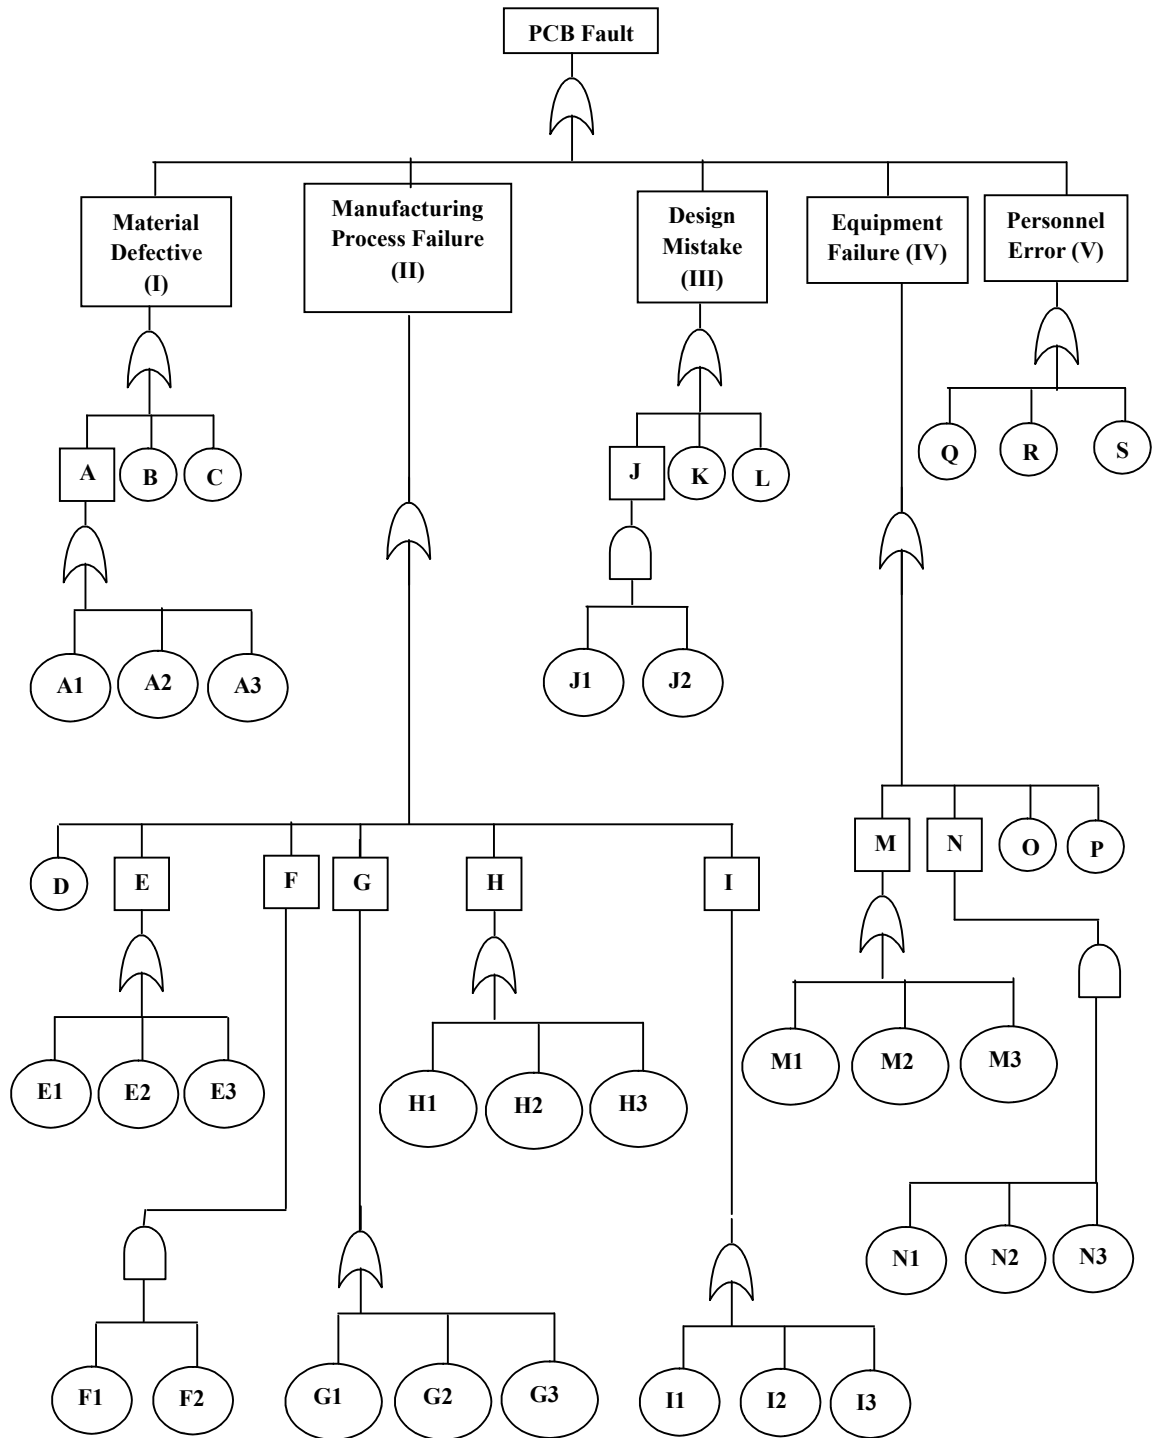 PCB Fault
Material
Defective
(I)
Manufacturing
Process Failure
(II)
Design
Mistake
(III)
Equipment
Failure (IV)
Personnel
Error (V)
A
B
C
J
K
L
Q
R
S
A1
A2
A3
J1
J2
D
E
F
G
H
I
M
N
O
P
E1
E2
E3
H1
H2
H3
M1
M2
M3
N1
N2
N3
F1
F2
G1
G2
G3
I1
I2
I3